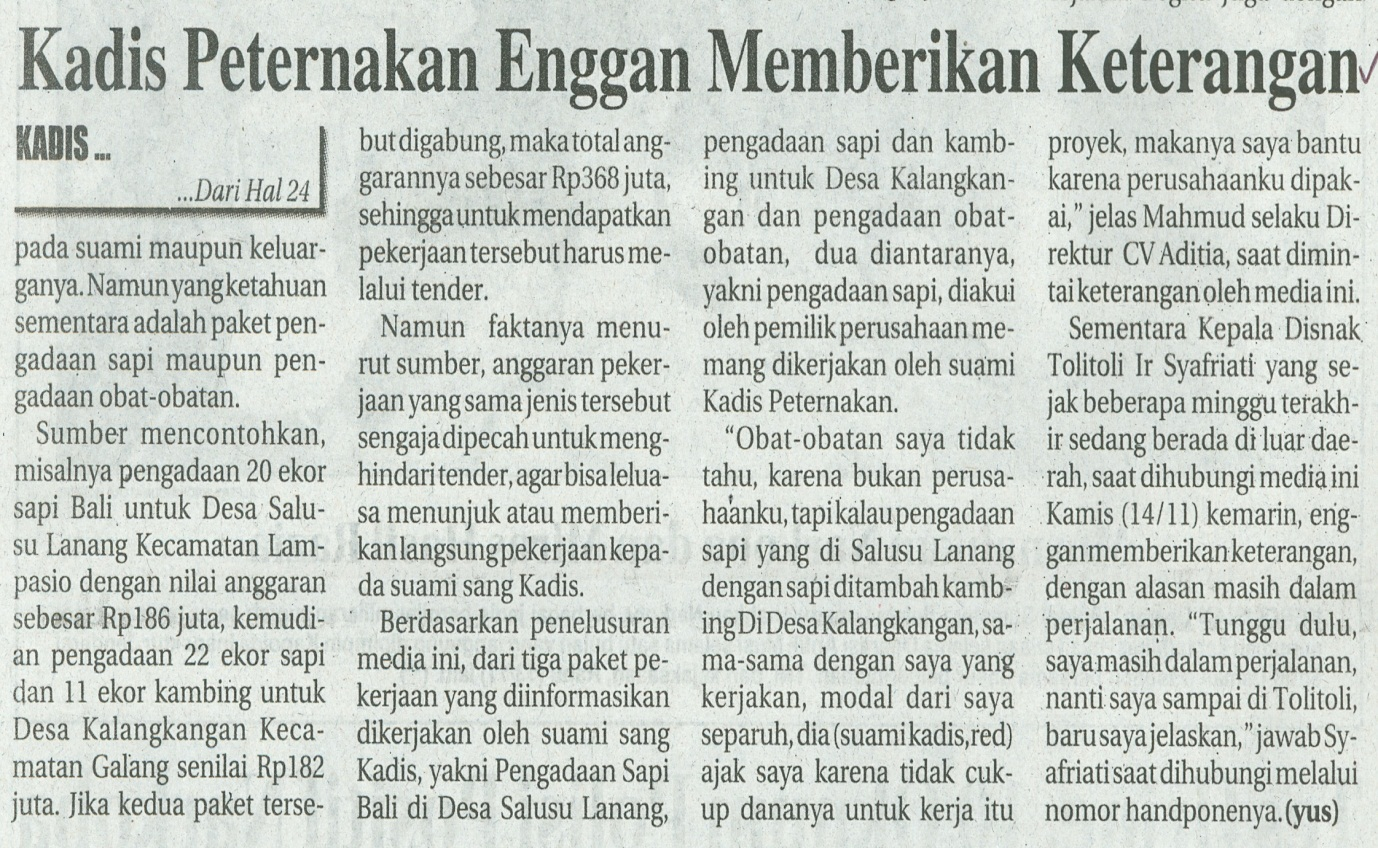 Kadis Peternakan Enggan Memberikan Keterangan
KADIS ...
...Dari Hal 24
pada suami maupun keluar-
ganya. Namun yang ketahuan
sementara adalah paket pen-
gadaan sapi maupun pen-
gadaan obat-obatan.
Sumber mencontohkan,
misalnya pengadaan 20 ekor
sapi Bali untuk Desa Salu-
su Lanang Kecamatan Lam-
pasio dengan nilai anggaran
sebesar Rp186 juta, kemudi-
an pengadaan 22 ekor sapi
dan 11 ekor kambing untuk
Desa Kalangkangan Keca-
matan Galang senilai Rp182
juta. Jika kedua paket terse-
but digabung, maka total ang-
garannya sebesar Rp368 juta,
sehingga untuk mendapatkan
pekerjaan tersebut harus me-
lalui tender.
Namun faktanya menu-
rut sumber, anggaran peker-
jaan yang sama jenis tersebut
sengaja dipecah untuk meng-
hindari tender, agar bisa lelua-
sa menunjuk atau memberi-
kan langsung pekerjaan kepa-
da suami sang Kadis.
Berdasarkan penelusuran
media ini, dari tiga paket pe-
kerjaan yang diinformasikan
dikerjakan oleh suami sang
Kadis, yakni Pengadaan Sapi
Bali di Desa Salusu Lanang,
pengadaan sapi dan kamb-
ing untuk Desa Kalangkan-
gan dan pengadaan obat-
obatan, dua diantaranya,
yakni pengadaan sapi, diakui
oleh pemilik perusahaan me-
mang dikerjakan oleh suami
Kadis Peternakan.
"Obat-obatan saya tidak
tahu, karena bukan perusa-
haanku, tapi kalau pengadaan
sapi yang di Salusu Lanang
dengan sapi ditambah kamb-
ing Di Desa Kalangkangan, sa-
ma-sama dengan saya yang
kerjakan, modal dari saya
separuh, dia (suami kadis,red)
ajak saya karena tidak cuk-
up dananya untuk kerja itu
proyek, makanya saya bantu
karena perusahaanku dipak-
ai," jelas Mahmud selaku Di-
rektur CV Aditia, saat dimin-
tai keterangan oleh media ini.
Sementara Kepala Disnak
Tolitoli Ir Syafriati yang se-
jak beberapa minggu terakh-
ir sedang berada di luar dae-
rah, saat dihubungi media ini
Kamis (14/11) kemarin, eng-
gan memberikan keterangan,
dengan alasan masih dalam
perjalanan. "Tunggu dulu,
saya masih dalam perjalanan,
nanti saya sampai di Tolitoli,
baru saya jelaskan," jawab Sy-
afriati saat dihubungi melalui
nomor handponenya. (yus)